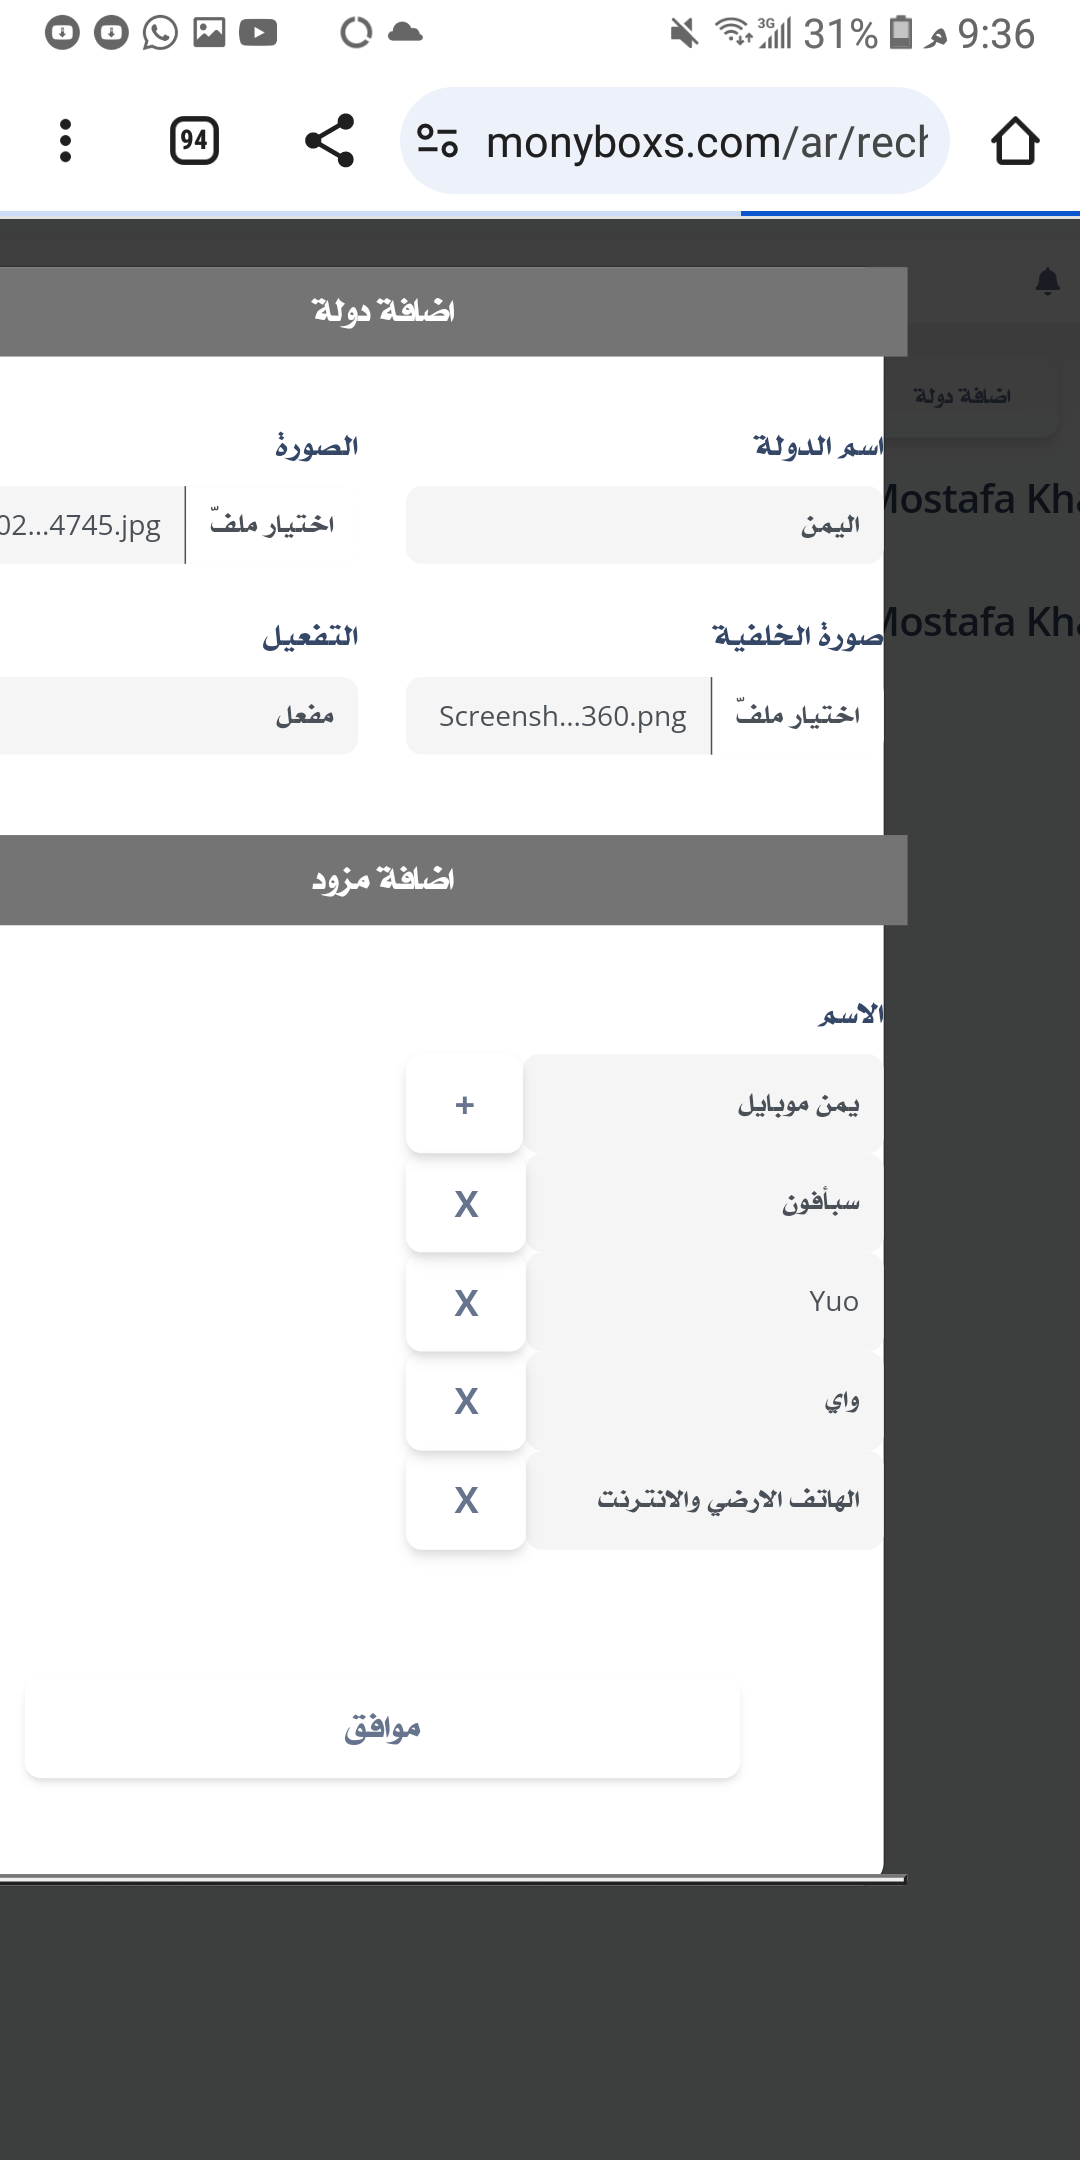 31% م 9:36
3G
94
monyboxs.com/ar/rech
اضافة دولة
اضافة دولة
اسم الدولة
الصورة
اليمن
اختيار ملفّ
02...4745.jpg
Mostafa Kha
صورة الخلفية
التفعيل
Mostafa Kha
اختيار ملفّ
Screensh...360.png
مفعل
اضافة مزود
الاسم
يمن موبايل
+
سبأفون
X
Yuo
X
واي
X
الهاتف الارضي والانترنت
X
موافق